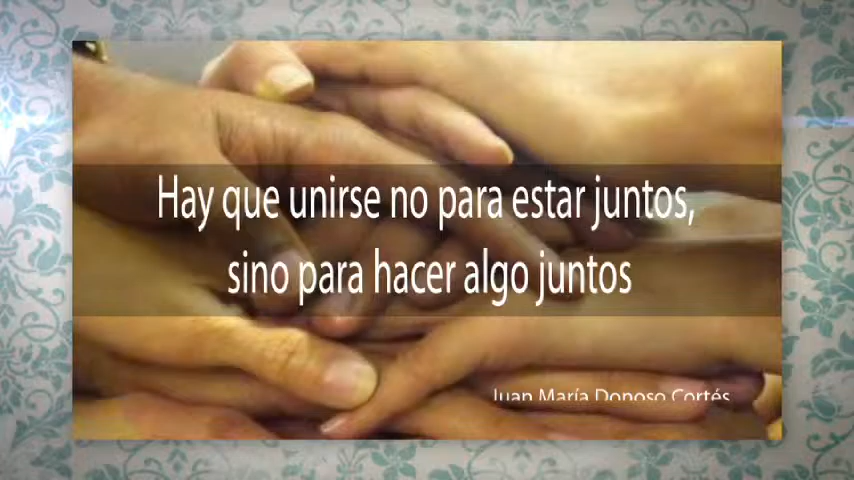 Hay que unirse no para estar juntos,
sino para hacer algo juntos
Juan María Donoso Cortés